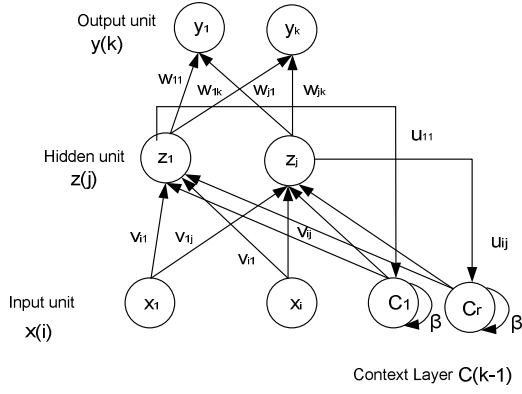 Output unit
y(k)
y1
yk
w11
w1k
wj1
wjk
u11
Hidden unit
z(j)
z1
zj
vi1
v1j
vi1
vij
uij
Input unit
x(i)
x1
xi
C1
β
Cr
β
Context Layer C(k-1)